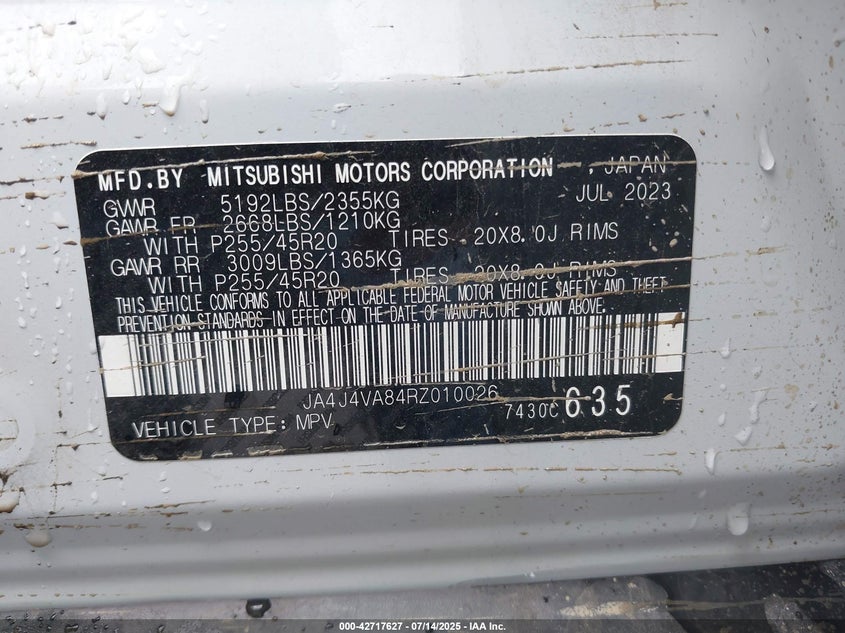 MFD.BY MITSUBISHI MOTORS CORPORATION , JAPAN
JUL 2023
GVWR 5192LBS/2355KG
GAWR FR 2668LBS/1210KG
WITH P255/45R20 TIRES 20X8.0J RIMS
GAWR RR 3009LBS/1365KG
WITH P255/45R20 TIRES 20X8.0J RIMS
THIS VEHICLE CONFORMS TO ALL APPLICABLE FEDERAL MOTOR VEHICLE SAFETY AND THEFT
PREVENTION STANDARDS IN EFFECT ON THE DATE OF MANUFACTURE SHOWN ABOVE.
JA4J4VA84RZ010026
7430C 635
VEHICLE TYPE: MPV
000-42717627 - 07/14/2025 - IAA Inc.